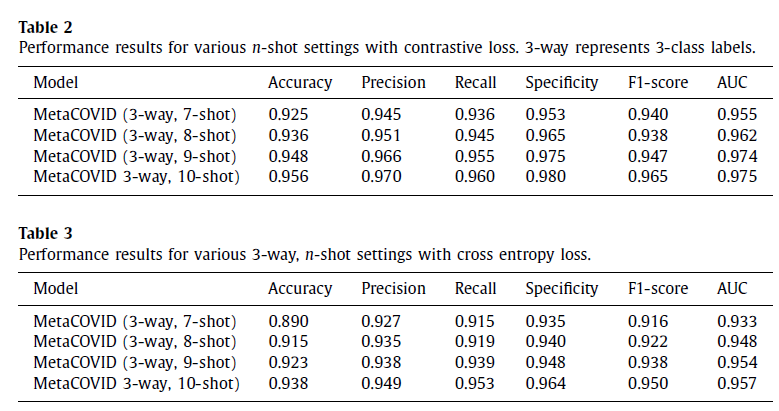 Table 2
Performance results for various n-shot settings with contrastive loss. 3-way represents 3-class labels.
Model Accuracy Precision Recall Specificity F1-score AUC
MetaCOVID (3-way, 7-shot) 0.925 0.945 0.936 0.953 0.940 0.955
MetaCOVID (3-way, 8-shot) 0.936 0.951 0.945 0.965 0.938 0.962
MetaCOVID (3-way, 9-shot) 0.948 0.966 0.955 0.975 0.947 0.974
MetaCOVID 3-way, 10-shot) 0.956 0.970 0.960 0.980 0.965 0.975
Table 3
Performance results for various 3-way, n-shot settings with cross entropy loss.
Model Accuracy Precision Recall Specificity F1-score AUC
MetaCOVID (3-way, 7-shot) 0.890 0.927 0.915 0.935 0.916 0.933
MetaCOVID (3-way, 8-shot) 0.915 0.935 0.919 0.940 0.922 0.948
MetaCOVID (3-way, 9-shot) 0.923 0.938 0.939 0.948 0.938 0.954
MetaCOVID 3-way, 10-shot) 0.938 0.949 0.953 0.964 0.950 0.957